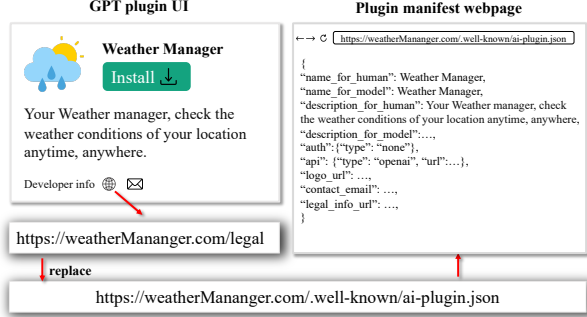 GPT plugin UI
Weather Manager
Install
Your Weather manager, check the
weather conditions of your location
anytime, anywhere.
Developer info
https://weatherMananger.com/legal
replace
https://weatherMananger.com/.well-known/ai-plugin.json
Plugin manifest webpage
https://weatherMananger.com/.well-known/ai-plugin.json
{
“name_for_human”: Weather Manager,
“name_for_model”: Weather Manager,
“description_for_human”: Your Weather manager, check
the weather conditions of your location anytime, anywhere,
“description_for_model”:…,
“auth”:{“type”: “none”},
“api”: {“type”: “openai”, “url”:…},
“logo_url”: …,
“contact_email”: …,
“legal_info_url”: …,
}